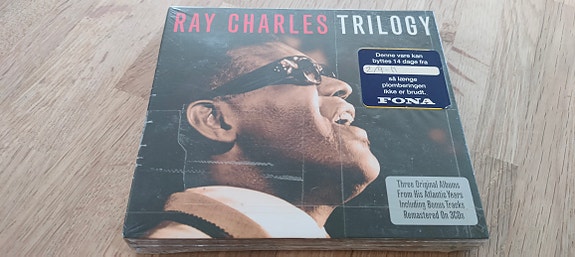 RAY CHARLES TRILOGY
Denne vare kan
byttes 14 dage fra
så længe
plomberingen
ikke er brudt.
FONA
Three Original Albums
From His Atlantic Years
Including Bonus Tracks
Remastered On 3CDs